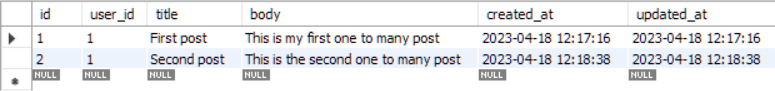 id user_id title body created_at updated_at
1 1 First post This is my first one to many post 2023-04-18 12:17:16 2023-04-18 12:17:16
2 1 Second post This is the second one to many post 2023-04-18 12:18:38 2023-04-18 12:18:38
NULL NULL NULL NULL NULL NULL